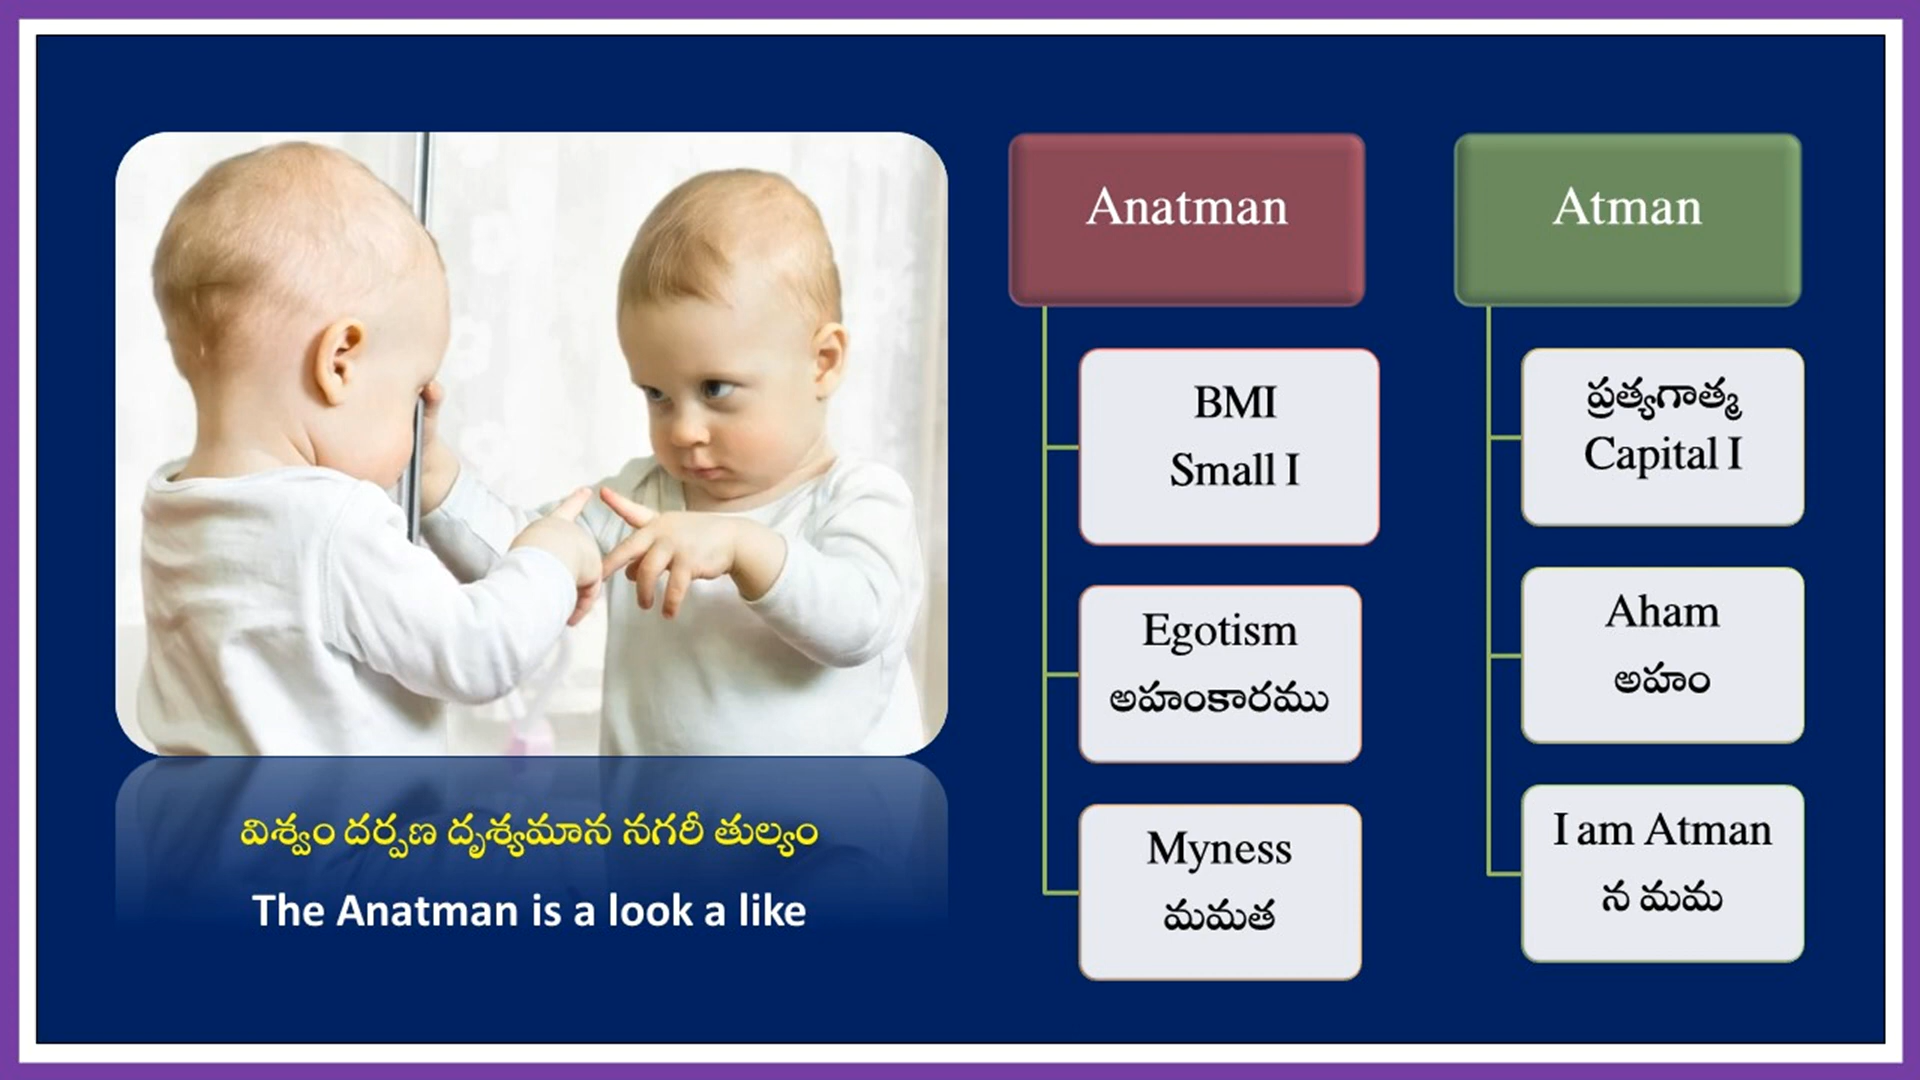 విశ్వం దర్పణ దృశ్యమాన నగరీ తుల్యం
The Anatman is a look a like
Anatman
BMI
Small I
Egotism
అహంకారము
Myness
మమత
Atman
ప్రత్యగాత్మ
Capital I
Aham
అహం
I am Atman
న మమ